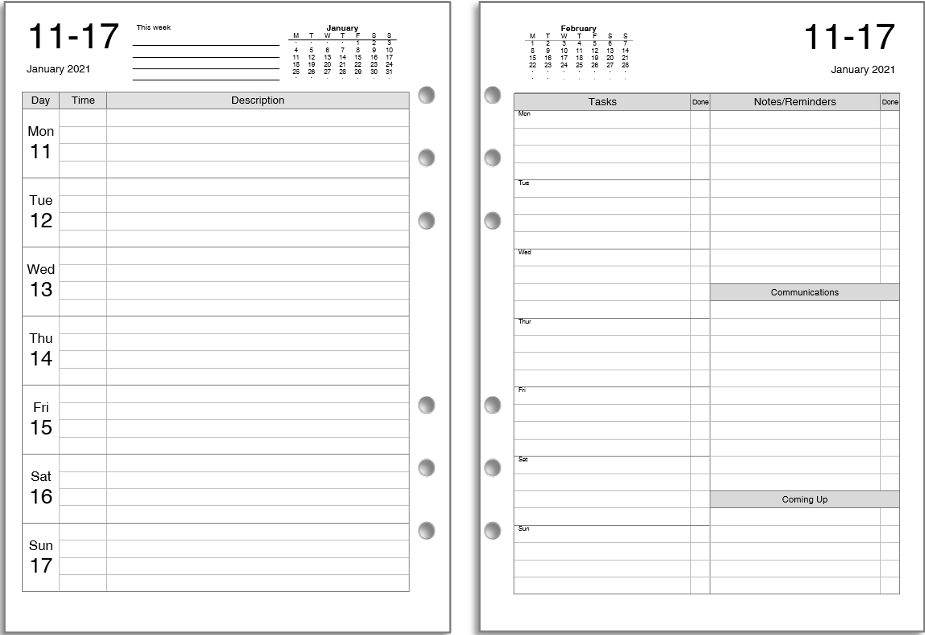 11-17
January 2021
This week
January
M T W T F S S
· · · · 1 2 3
4 5 6 7 8 9 10
11 12 13 14 15 16 17
18 19 20 21 22 23 24
25 26 27 28 29 30 31
· · · · · · ·
Day Time Description
Mon
11
Tue
12
Wed
13
Thu
14
Fri
15
Sat
16
Sun
17
February
M T W T F S S
1 2 3 4 5 6 7
8 9 10 11 12 13 14
15 16 17 18 19 20 21
22 23 24 25 26 27 28
· · · · · · ·
· · · · · · ·
11-17
January 2021
Tasks Done Notes/Reminders Done
Mon
Tue
Wed
Communications
Thur
Fri
Sat
Coming Up
Sun